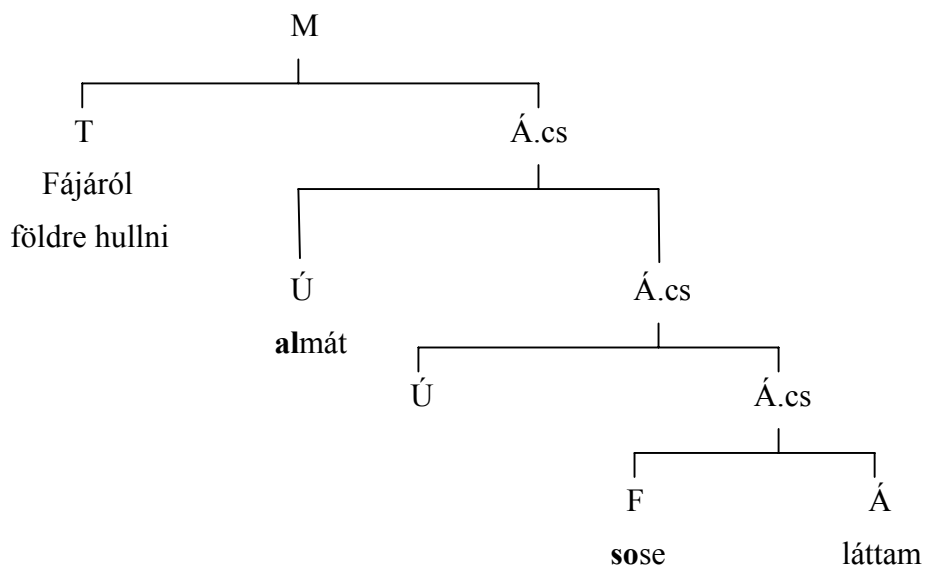 M
T Á.cs
Fájáról
földre hullni
Ú Á.cs
almát
Ú Á.cs
F Á
sose láttam